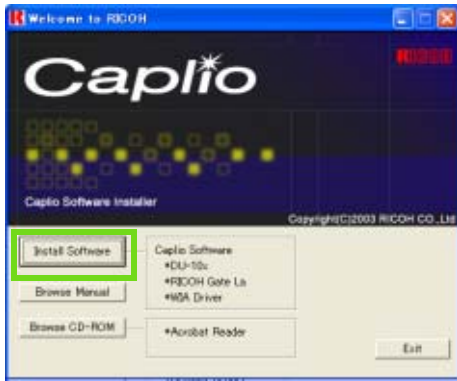 Welcome to RICOH
RICOH
Caplio
Caplio Software Installer
Copyright(C)2003 RICOH CO.,Ltd
Install Software
Caplio Software
*DU-10x
*RICOH Gate La
*WIA Driver
Browse Manual
Browse CD-ROM
*Acrobat Reader
Exit